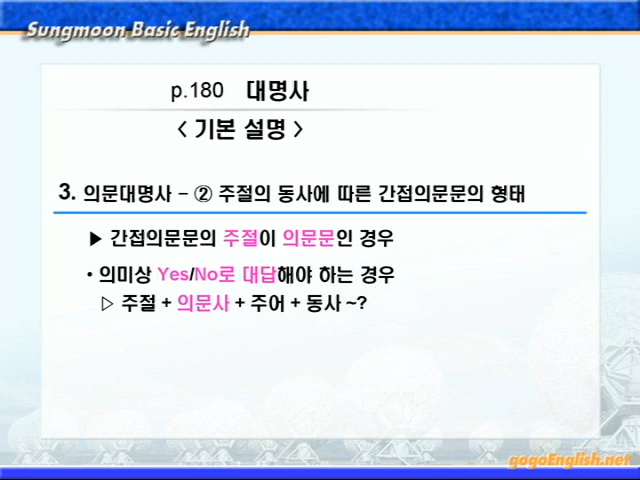 Sungmoon Basic English
p.180 대명사
< 기본 설명 >
3. 의문대명사 – ② 주절의 동사에 따른 간접의문문의 형태
▶ 간접의문문의 주절이 의문문인 경우
• 의미상 Yes/No로 대답해야 하는 경우
▷ 주절 + 의문사 + 주어 + 동사 ~?
gogoEnglish.net